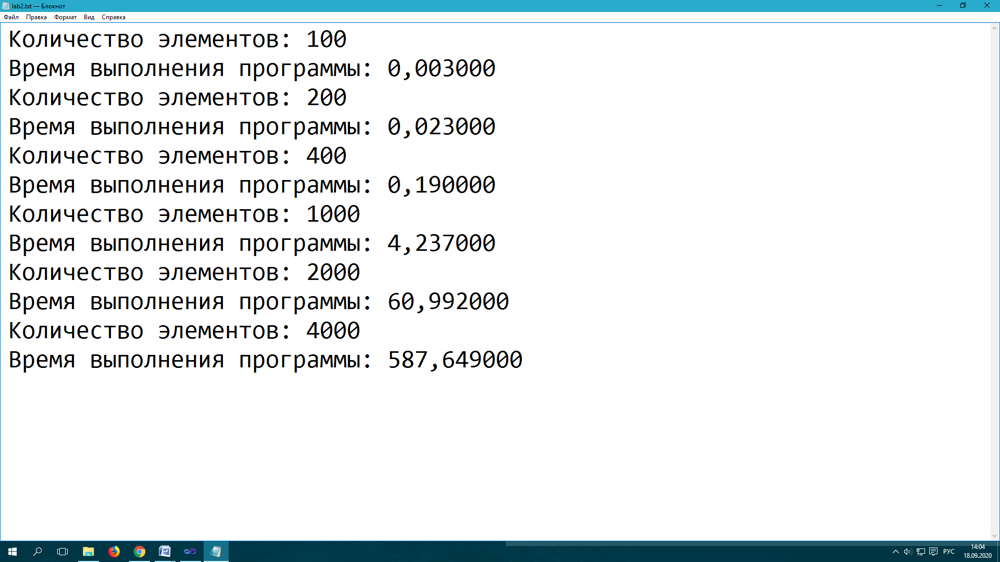 lab2.txt — Блокнот
Файл Правка Формат Вид Справка
Количество элементов: 100
Время выполнения программы: 0,003000
Количество элементов: 200
Время выполнения программы: 0,023000
Количество элементов: 400
Время выполнения программы: 0,190000
Количество элементов: 1000
Время выполнения программы: 4,237000
Количество элементов: 2000
Время выполнения программы: 60,992000
Количество элементов: 4000
Время выполнения программы: 587,649000
РУС
14:04
18.09.2020